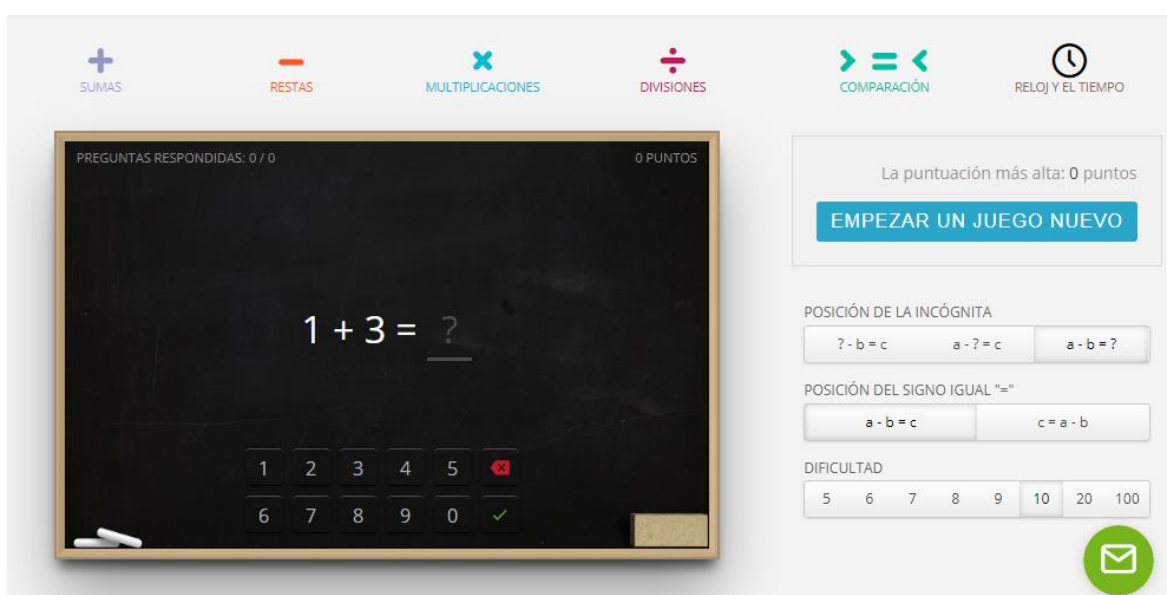 SUMAS RESTAS MULTIPLICACIONES DIVISIONES > = < COMPARACIÓN RELOJ Y EL TIEMPO
PREGUNTAS RESPONDIDAS: 0 / 0 0 PUNTOS
1 + 3 = ?
1 2 3 4 5
6 7 8 9 0
La puntuación más alta: 0 puntos
EMPEZAR UN JUEGO NUEVO
POSICIÓN DE LA INCÓGNITA
? - b = c a - ? = c a - b = ?
POSICIÓN DEL SIGNO IGUAL "="
a - b = c c = a - b
DIFICULTAD
5 6 7 8 9 10 20 100